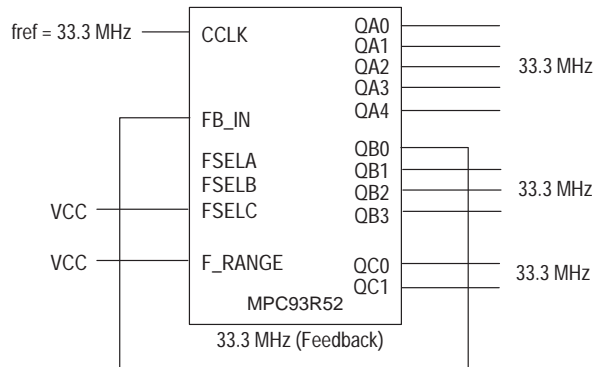 fref = 33.3 MHz
CCLK
FB_IN
FSELA
FSELB
VCC
FSELC
VCC
F_RANGE
QA0
QA1
QA2
QA3
QA4
33.3 MHz
QB0
QB1
QB2
QB3
33.3 MHz
QC0
QC1
33.3 MHz
MPC93R52
33.3 MHz (Feedback)